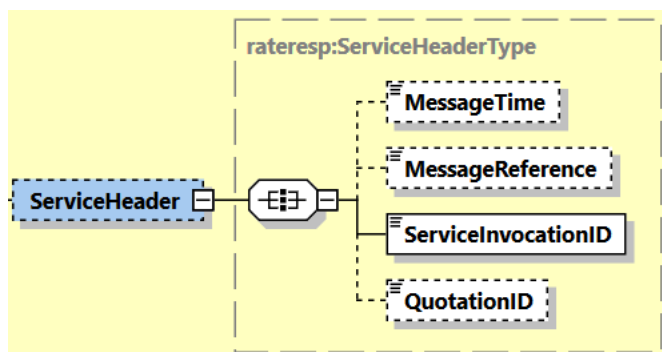 rateresp:ServiceHeaderType
MessageTime
MessageReference
ServiceHeader
ServiceInvocationID
QuotationID